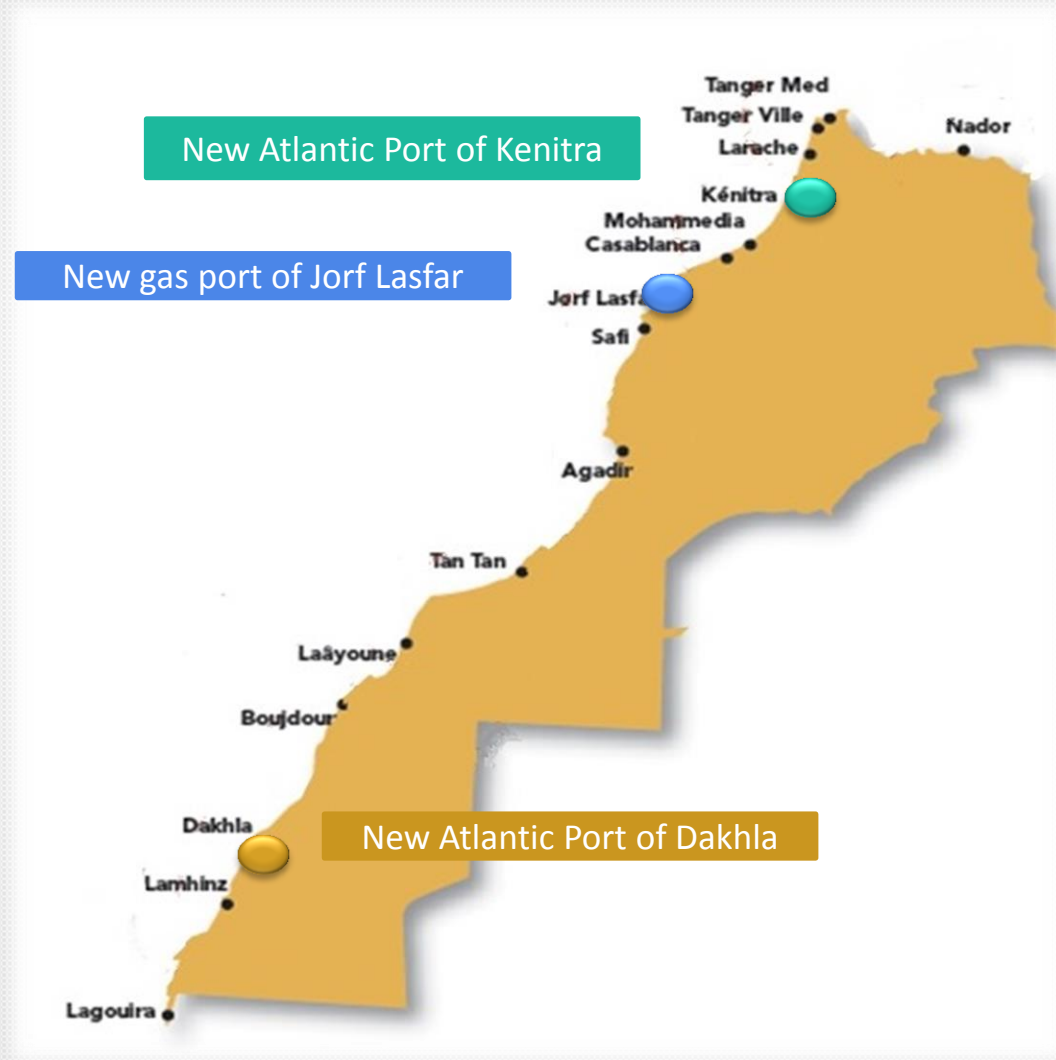 Tanger Med
Tanger Ville
Nador
New Atlantic Port of Kenitra
Larache
Kénitra
Mohammedia
Casablanca
New gas port of Jorf Lasfar
Jorf Lasfa
Safi
Agadir
Tan Tan
Laâyoune
Boujdour
Dakhla
New Atlantic Port of Dakhla
Lamhinz
Lagouira